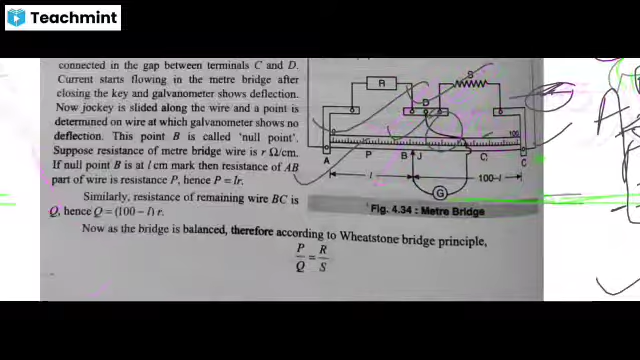 Teachmint
connected in the gap between terminals C and D.
Current starts flowing in the metre bridge after
closing the key and galvanometer shows deflection.
Now jockey is slided along the wire and a point is
determined on wire at which galvanometer shows no
deflection. This point B is called 'null point'.
Suppose resistance of metre bridge wire is r Ω/cm.
If null point B is at l cm mark then resistance of AB
part of wire is resistance P, hence P = lr.
Similarly, resistance of remaining wire BC is
Q, hence Q = (100 – l) r.
R
S
D
100
A
P
B
J
Q
C
l
100–l
G
Fig. 4.34 : Metre Bridge
Now as the bridge is balanced, therefore according to Wheatstone bridge principle,
P/Q = R/S